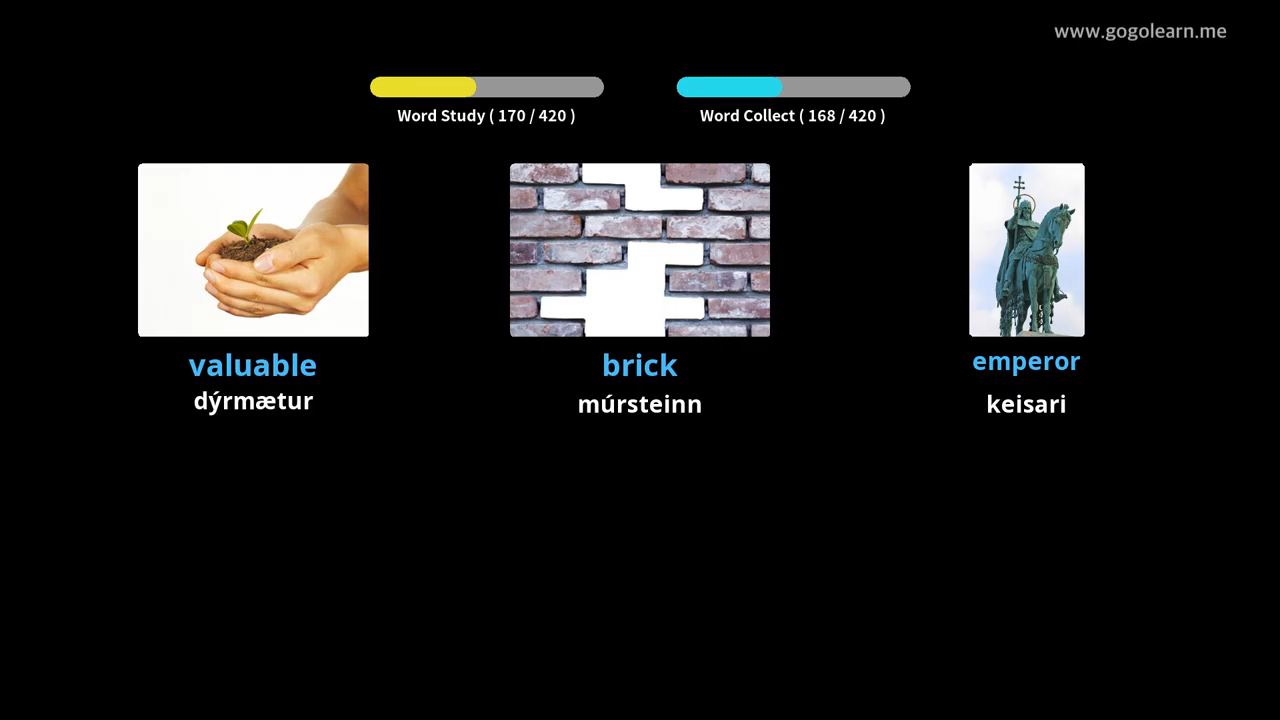 www.gogolearn.me
Word Study ( 170 / 420 )
Word Collect ( 168 / 420 )
valuable
dýrmætur
brick
múrsteinn
emperor
keisari